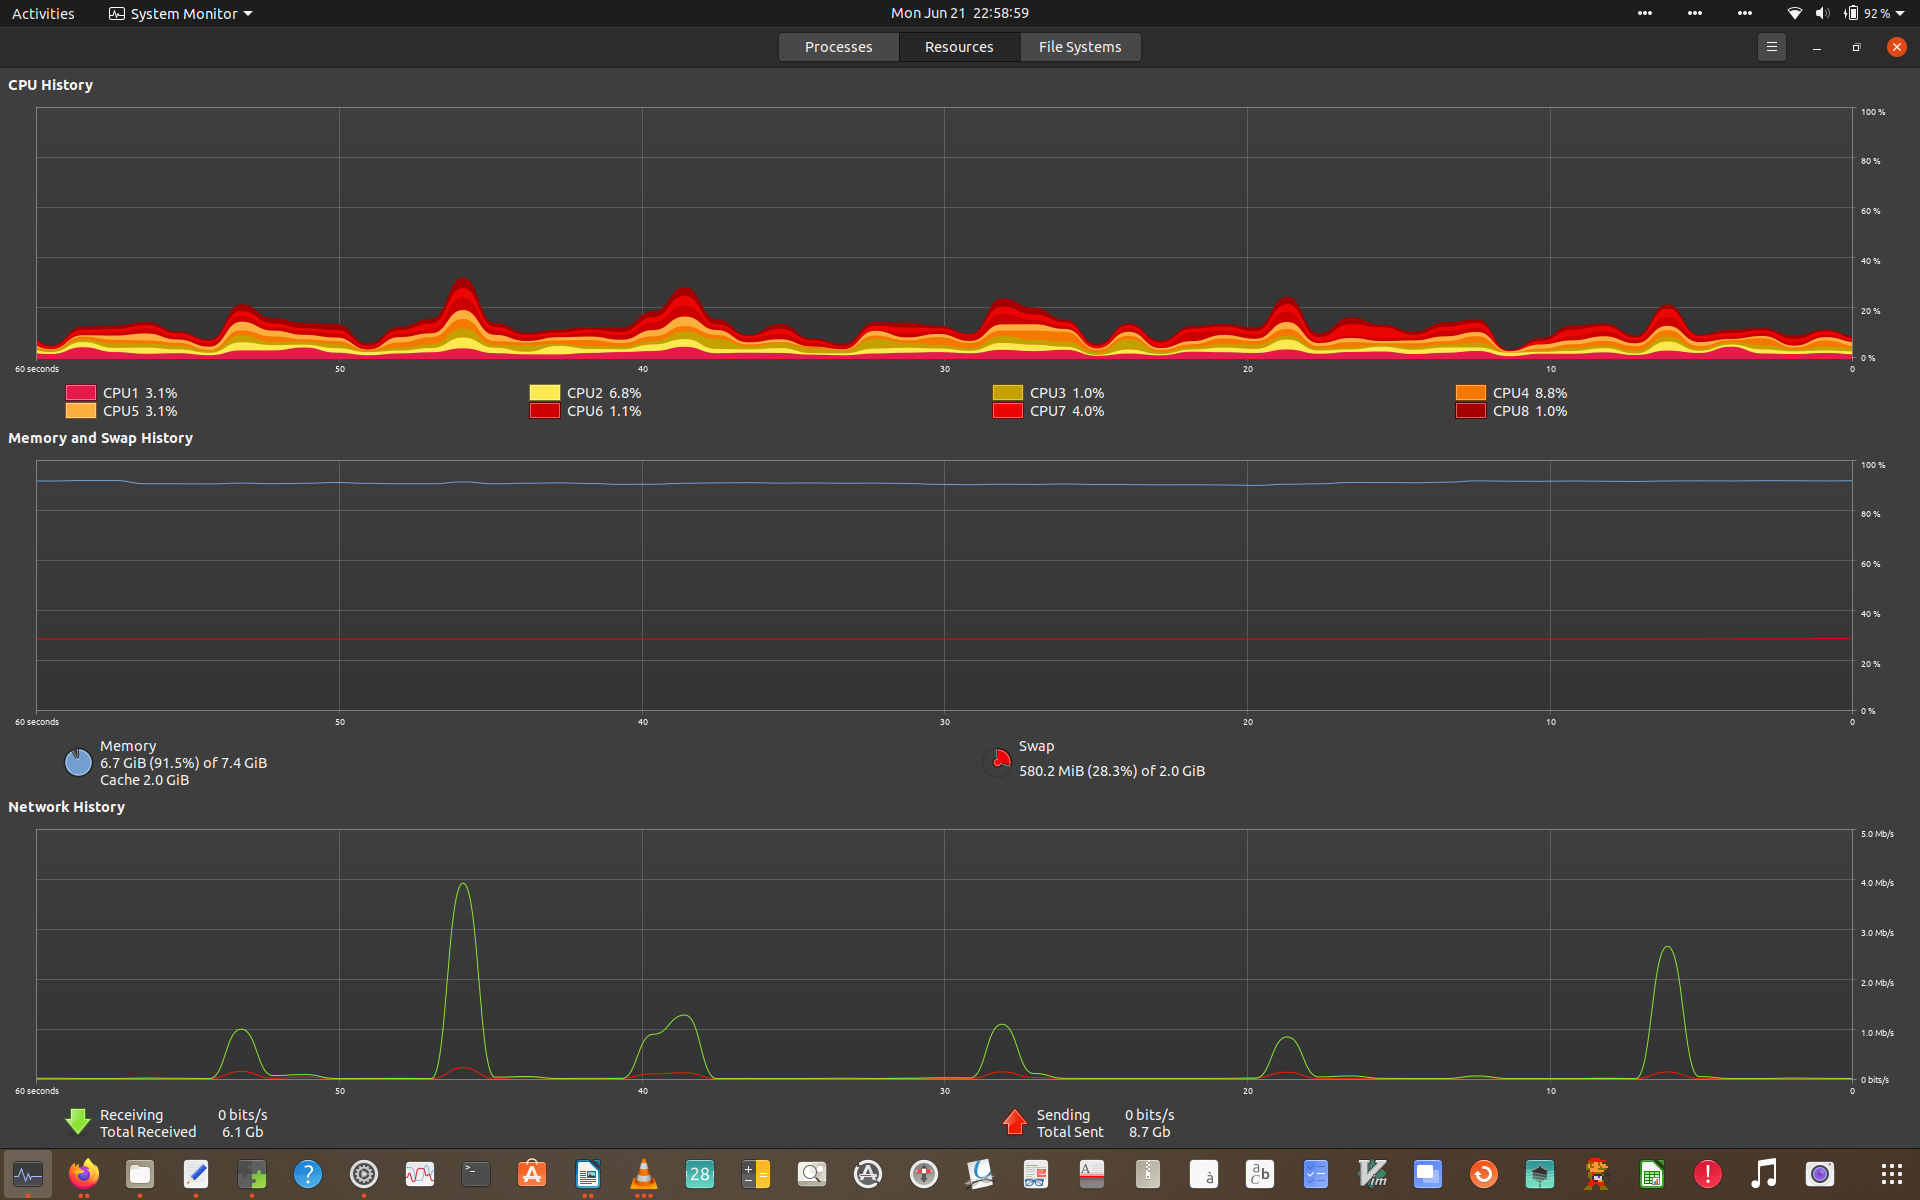 Activities System Monitor Mon Jun 21 22:58:59 92 %
Processes Resources File Systems
CPU History
100 %
80 %
60 %
40 %
20 %
0 %
60 seconds 50 40 30 20 10 0
CPU1 3.1% CPU2 6.8% CPU3 1.0% CPU4 8.8%
CPU5 3.1% CPU6 1.1% CPU7 4.0% CPU8 1.0%
Memory and Swap History
100 %
80 %
60 %
40 %
20 %
0 %
60 seconds 50 40 30 20 10 0
Memory Swap
6.7 GiB (91.5%) of 7.4 GiB 580.2 MiB (28.3%) of 2.0 GiB
Cache 2.0 GiB
Network History
5.0 Mb/s
4.0 Mb/s
3.0 Mb/s
2.0 Mb/s
1.0 Mb/s
0 bits/s
60 seconds 50 40 30 20 10 0
Receiving 0 bits/s Sending 0 bits/s
Total Received 6.1 Gb Total Sent 8.7 Gb
? >_ A 28 A A à a b c Vim !